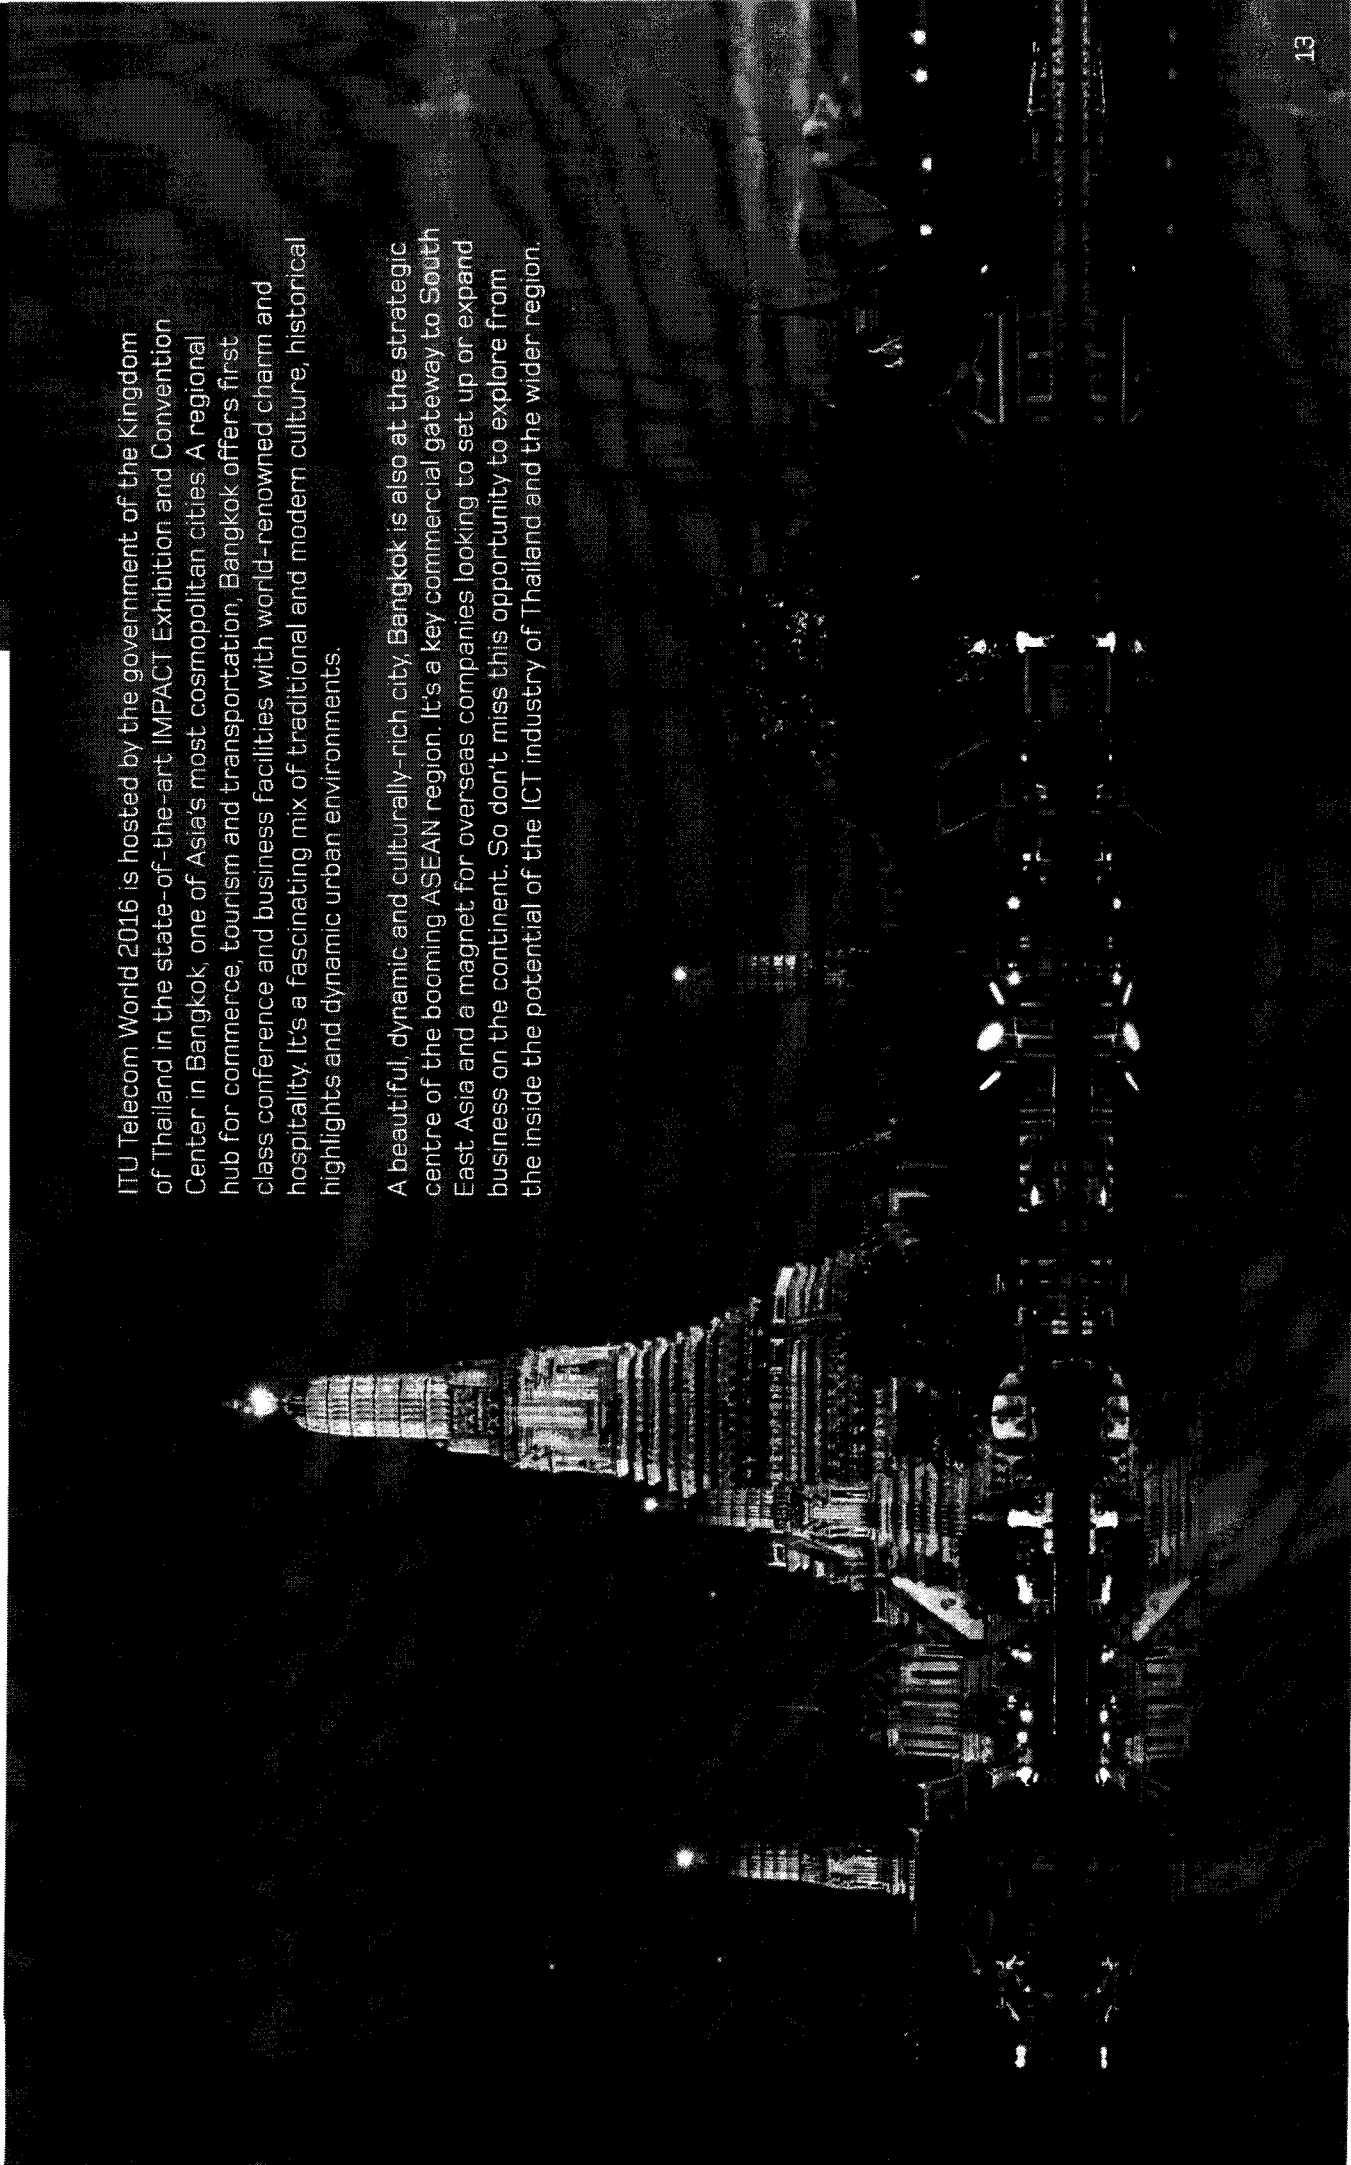 ITU Telecom World 2016 is hosted by the government of the Kingdom
of Thailand in the state-of-the-art IMPACT Exhibition and Convention
Center in Bangkok, one of Asia's most cosmopolitan cities. A regional
hub for commerce, tourism and transportation, Bangkok offers first
class conference and business facilities with world-renowned charm and
hospitality. It's a fascinating mix of traditional and modern culture, historical
highlights and dynamic urban environments.
A beautiful, dynamic and culturally-rich city, Bangkok is also at the strategic
centre of the booming ASEAN region. It's a key commercial gateway to South
East Asia and a magnet for overseas companies looking to set up or expand
business on the continent. So don't miss this opportunity to explore from
the inside the potential of the ICT industry of Thailand and the wider region.
13